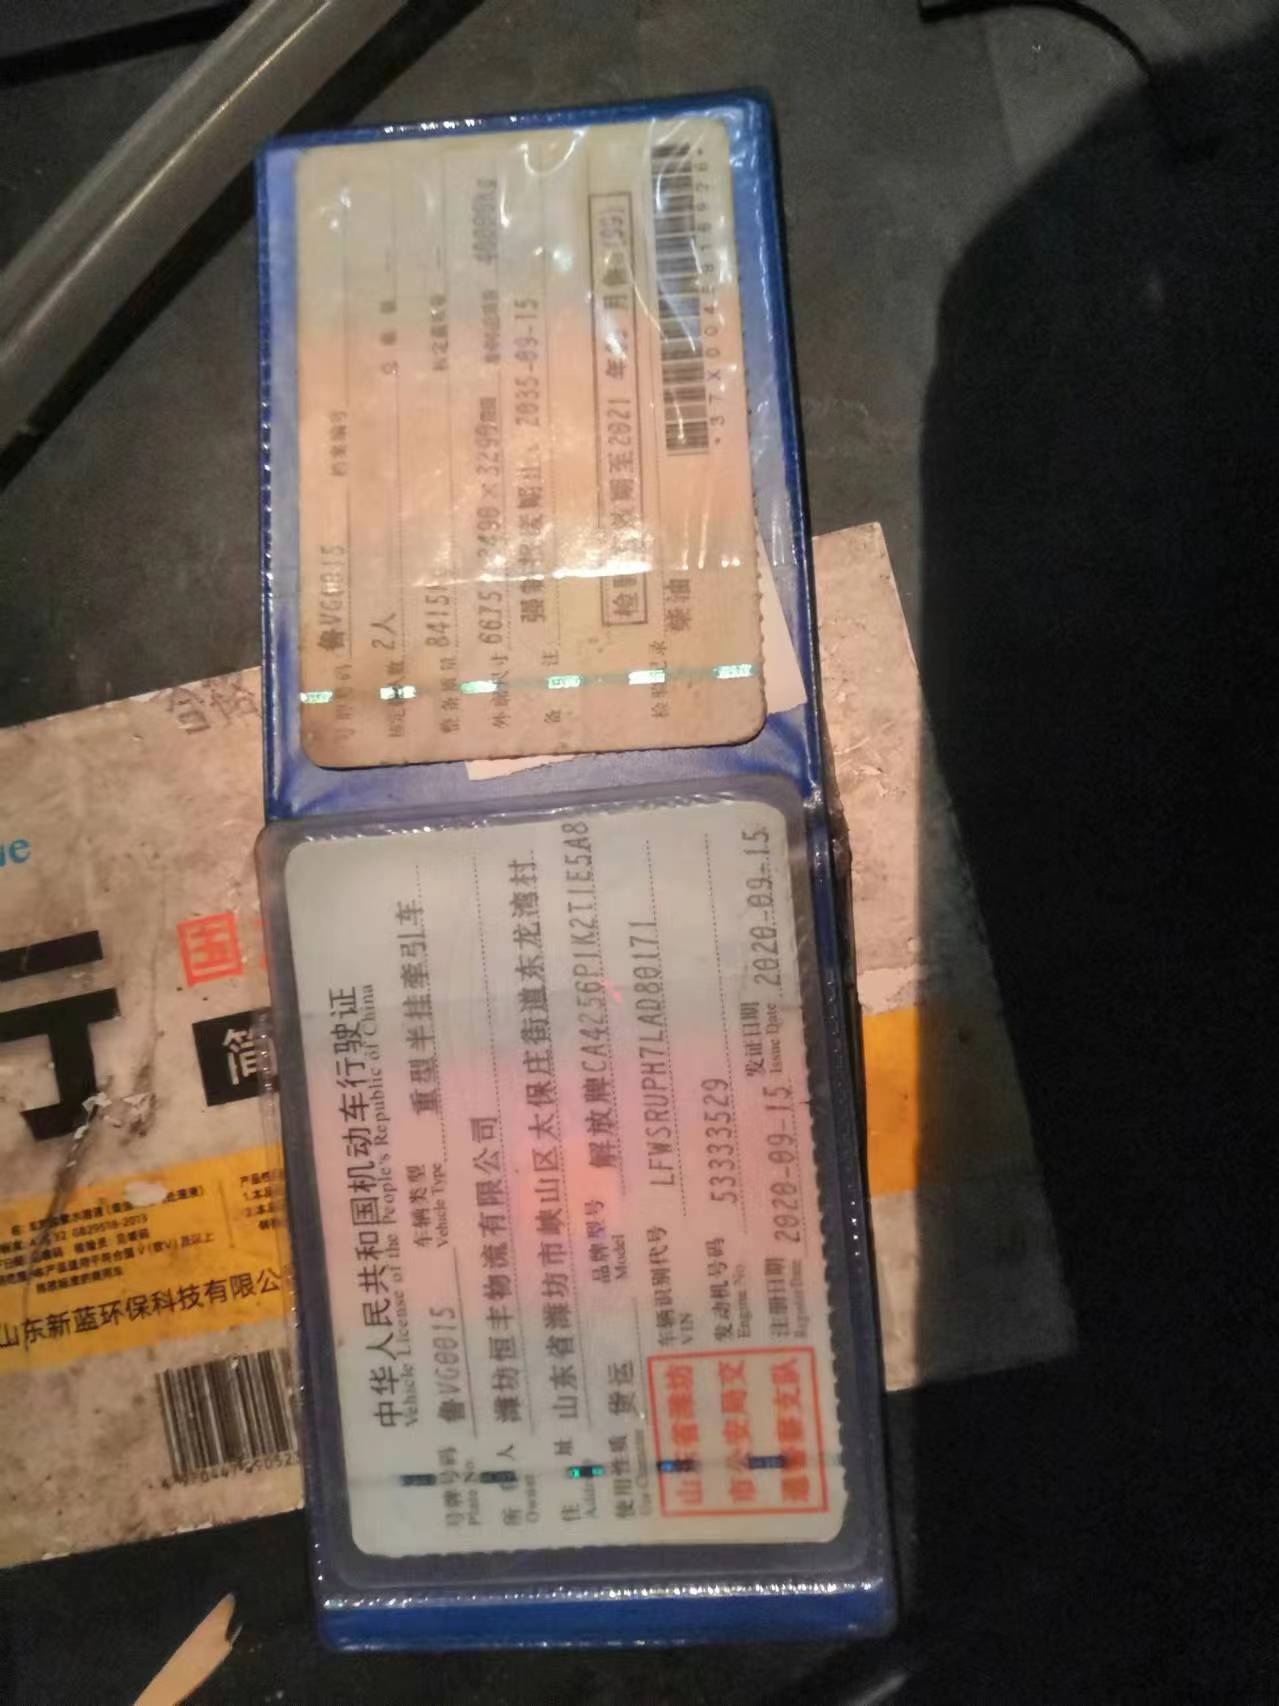 中华人民共和国机动车行驶证
Vehicle License of the People's Republic of China
号牌号码 鲁VG0015 车辆类型 重型半挂牵引车
Plate No. Vehicle Type
所 人 潍坊恒丰物流有限公司
Owner
住 址 山东省潍坊市峡山区太保庄街道东龙湾村
使用性质 货运 品牌型号 解放牌CA4256P1K2T1E5A8
Use Character Model
车辆识别代号 LFWSRUPH7LAD80171
VIN
发动机号码 53333529
Engine No.
注册日期 2020-09-15 发证日期 2020-09-15
Register Date Issue Date
山东省潍坊
市公安局交
通警察支队
号牌号码 鲁VG0015 档案编号
核定 人数 2人 总质量
整备质量 8415 核定载质量
外廓尺寸 6675 2490×3290 准牵引总质量 40000kg
备 注 强制报废期止: 2035-09-15
检验 效期至2021 年09月
检验记录 柴油
山东新蓝环保科技有限公